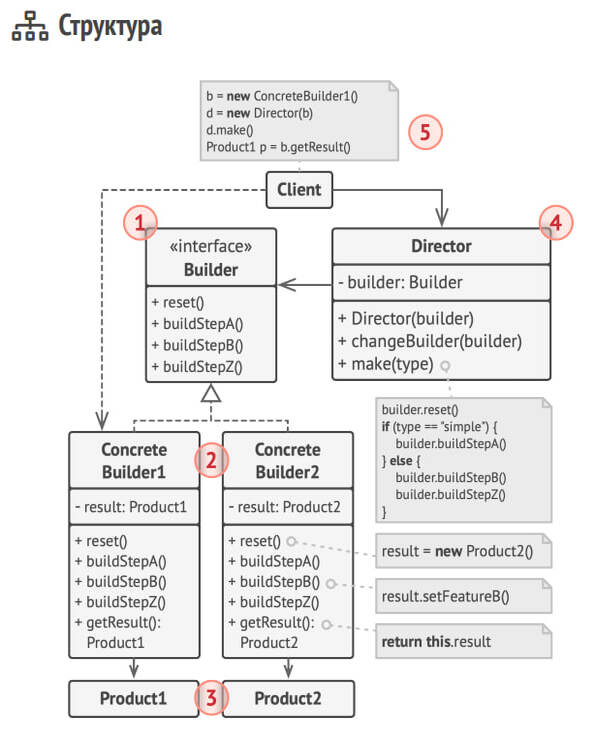 Структура
b = new ConcreteBuilder1()
d = new Director(b)
d.make()
Product1 p = b.getResult()
5
Client
1
«interface»
Builder
+ reset()
+ buildStepA()
+ buildStepB()
+ buildStepZ()
4
Director
- builder: Builder
+ Director(builder)
+ changeBuilder(builder)
+ make(type)
builder.reset()
if (type == "simple") {
builder.buildStepA()
} else {
builder.buildStepB()
builder.buildStepZ()
}
2
Concrete
Builder1
- result: Product1
+ reset()
+ buildStepA()
+ buildStepB()
+ buildStepZ()
+ getResult():
Product1
Concrete
Builder2
- result: Product2
+ reset()
+ buildStepA()
+ buildStepB()
+ buildStepZ()
+ getResult():
Product2
result = new Product2()
result.setFeatureB()
return this.result
Product1
3
Product2